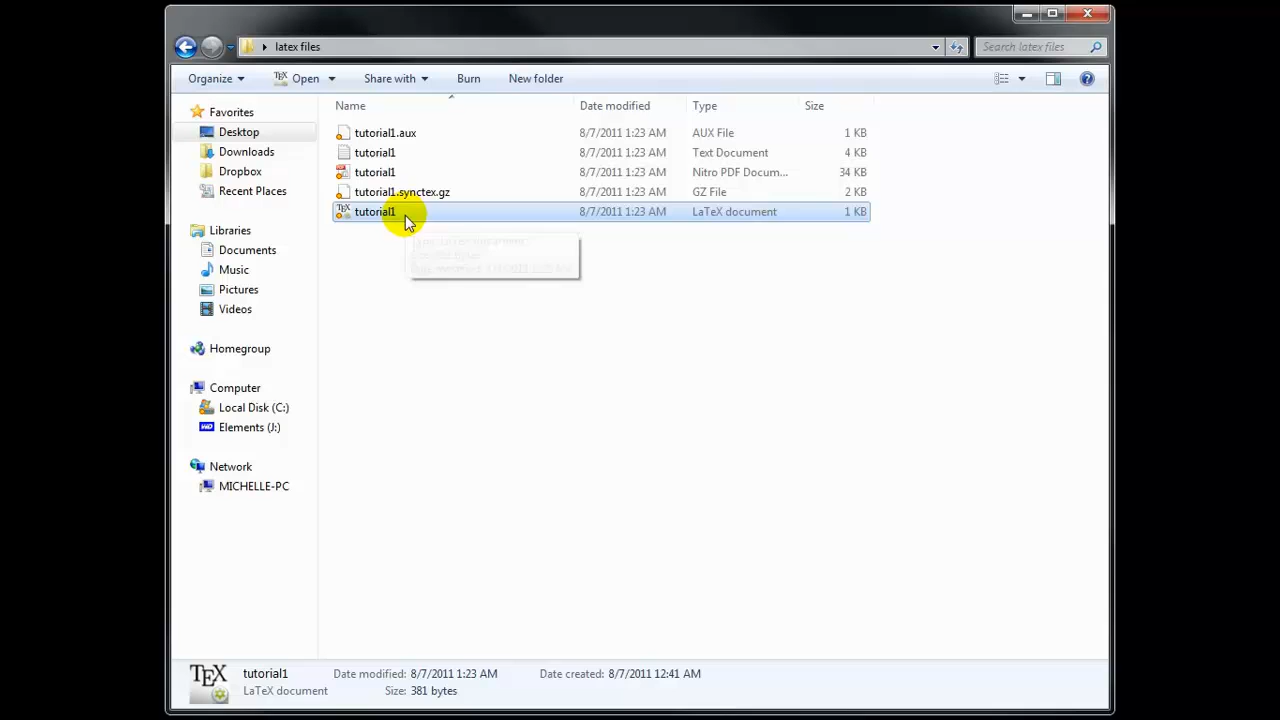 latex files
Search latex files
Organize
TEX Open
Share with
Burn
New folder
Name
Date modified
Type
Size
Favorites
Desktop
Downloads
Dropbox
Recent Places
Libraries
Documents
Music
Pictures
Videos
Homegroup
Computer
Local Disk (C:)
WD Elements (J:)
Network
MICHELLE-PC
tutorial1.aux 8/7/2011 1:23 AM AUX File 1 KB
tutorial1 8/7/2011 1:23 AM Text Document 4 KB
tutorial1 8/7/2011 1:23 AM Nitro PDF Docum... 34 KB
tutorial1.synctex.gz 8/7/2011 1:23 AM GZ File 2 KB
TEX tutorial1 8/7/2011 1:23 AM LaTeX document 1 KB
TEX
tutorial1
Date modified: 8/7/2011 1:23 AM
Date created: 8/7/2011 12:41 AM
LaTeX document
Size: 381 bytes